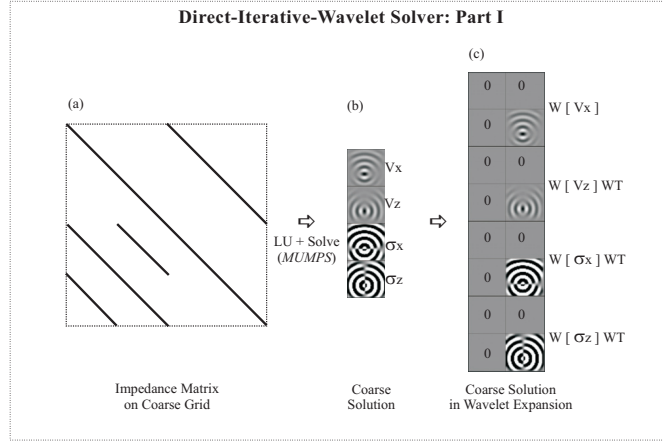 Direct-Iterative-Wavelet Solver: Part I
(a)
(b)
(c)
Vx
Vz
σx
σz
LU + Solve
(MUMPS)
0 0
0
W [ Vx ]
0 0
0
W [ Vz ] WT
0 0
0
W [ σx ] WT
0 0
0
W [ σz ] WT
Impedance Matrix
on Coarse Grid
Coarse
Solution
Coarse Solution
in Wavelet Expansion